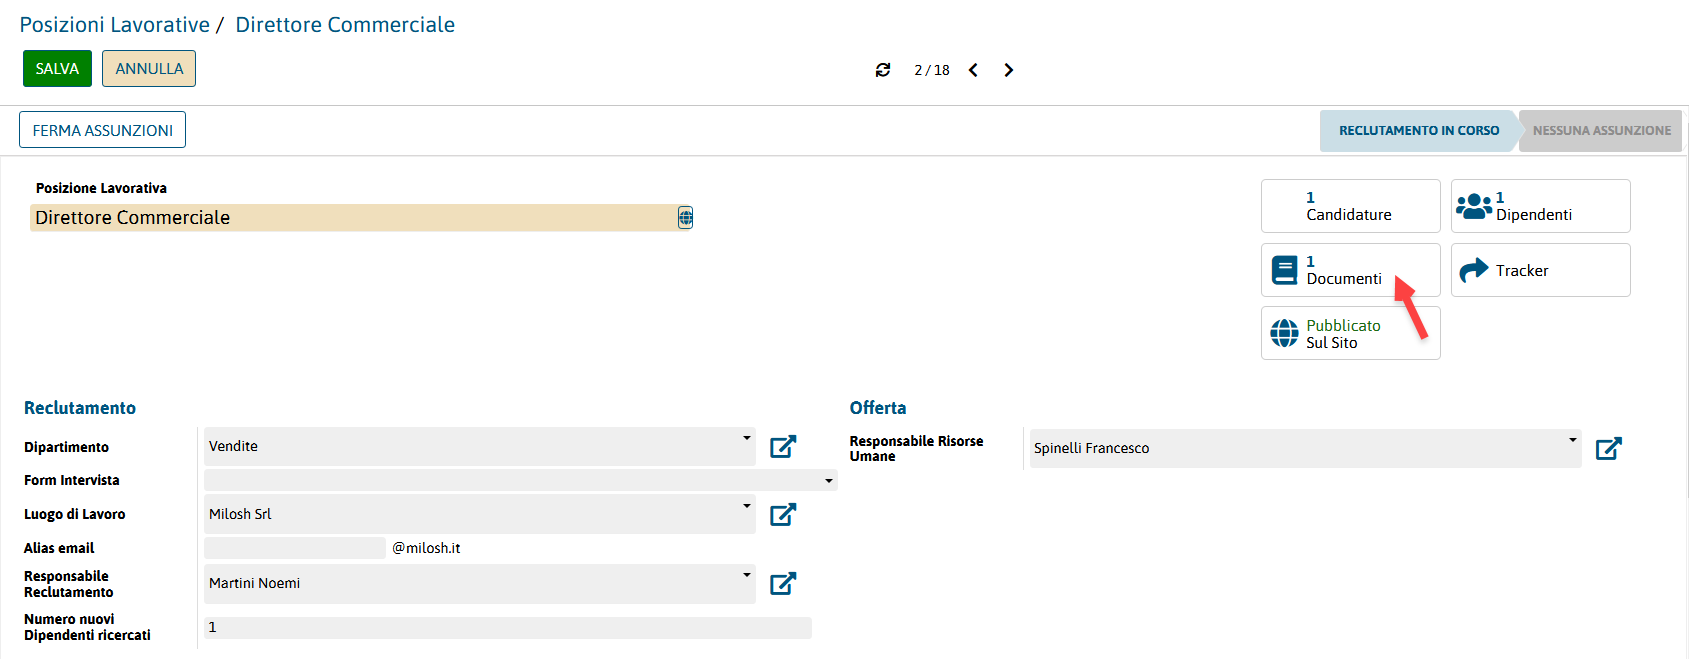 Posizioni Lavorative / Direttore Commerciale
SALVA
ANNULLA
2 / 18
FERMA ASSUNZIONI
RECLUTAMENTO IN CORSO
NESSUNA ASSUNZIONE
Posizione Lavorativa
Direttore Commerciale
1
Candidature
1
Dipendenti
1
Documenti
Tracker
Pubblicato
Sul Sito
Reclutamento
Dipartimento
Vendite
Form Intervista
Luogo di Lavoro
Milosh Srl
Alias email
@milosh.it
Responsabile
Reclutamento
Martini Noemi
Numero nuovi
Dipendenti ricercati
1
Offerta
Responsabile Risorse
Umane
Spinelli Francesco